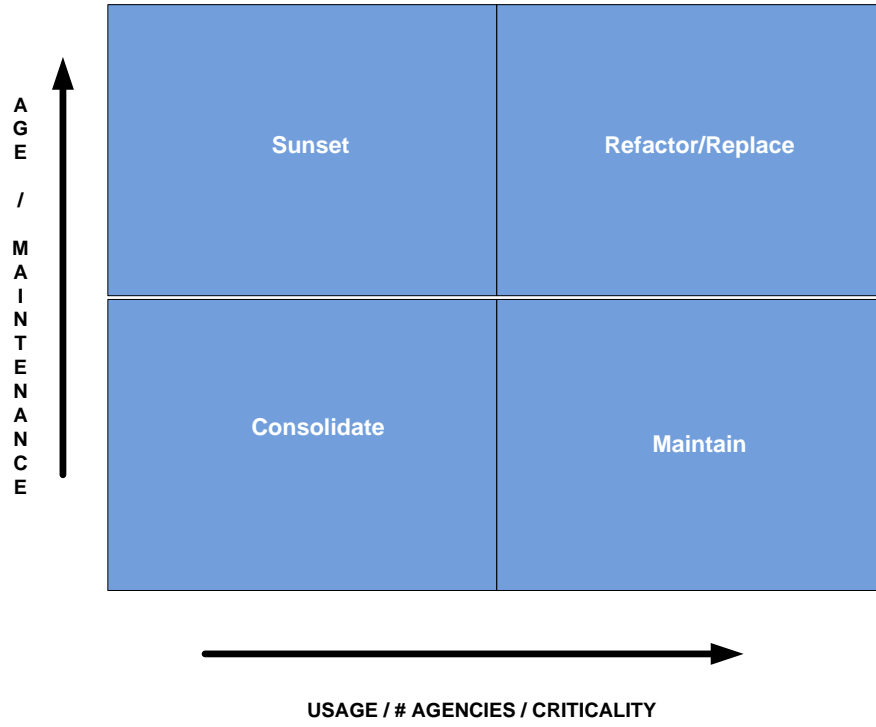 AGE / MAINTENANCE
Sunset
Refactor/Replace
Consolidate
Maintain
USAGE / # AGENCIES / CRITICALITY